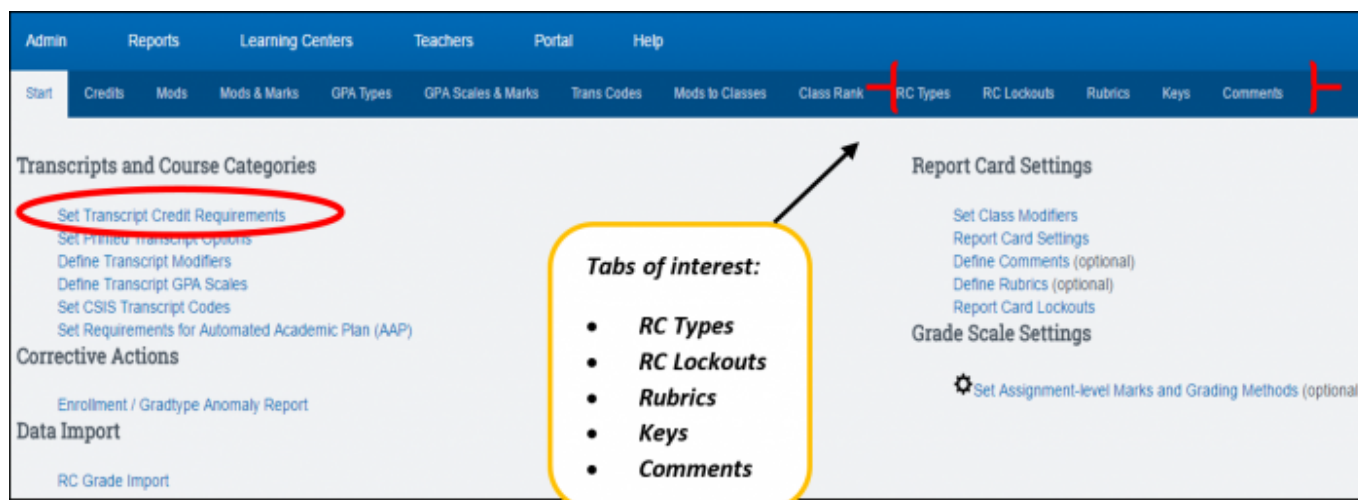 Admin Reports Learning Centers Teachers Portal Help
Start Credits Mods Mods & Marks GPA Types GPA Scales & Marks Trans Codes Mods to Classes Class Rank RC Types RC Lockouts Rubrics Keys Comments
Transcripts and Course Categories
Set Transcript Credit Requirements
Set Printed Transcript Options
Define Transcript Modifiers
Define Transcript GPA Scales
Set CSIS Transcript Codes
Set Requirements for Automated Academic Plan (AAP)
Corrective Actions
Enrollment / Gradtype Anomaly Report
Data Import
RC Grade Import
Tabs of interest:
• RC Types
• RC Lockouts
• Rubrics
• Keys
• Comments
Report Card Settings
Set Class Modifiers
Report Card Settings
Define Comments (optional)
Define Rubrics (optional)
Report Card Lockouts
Grade Scale Settings
Set Assignment-level Marks and Grading Methods (optional